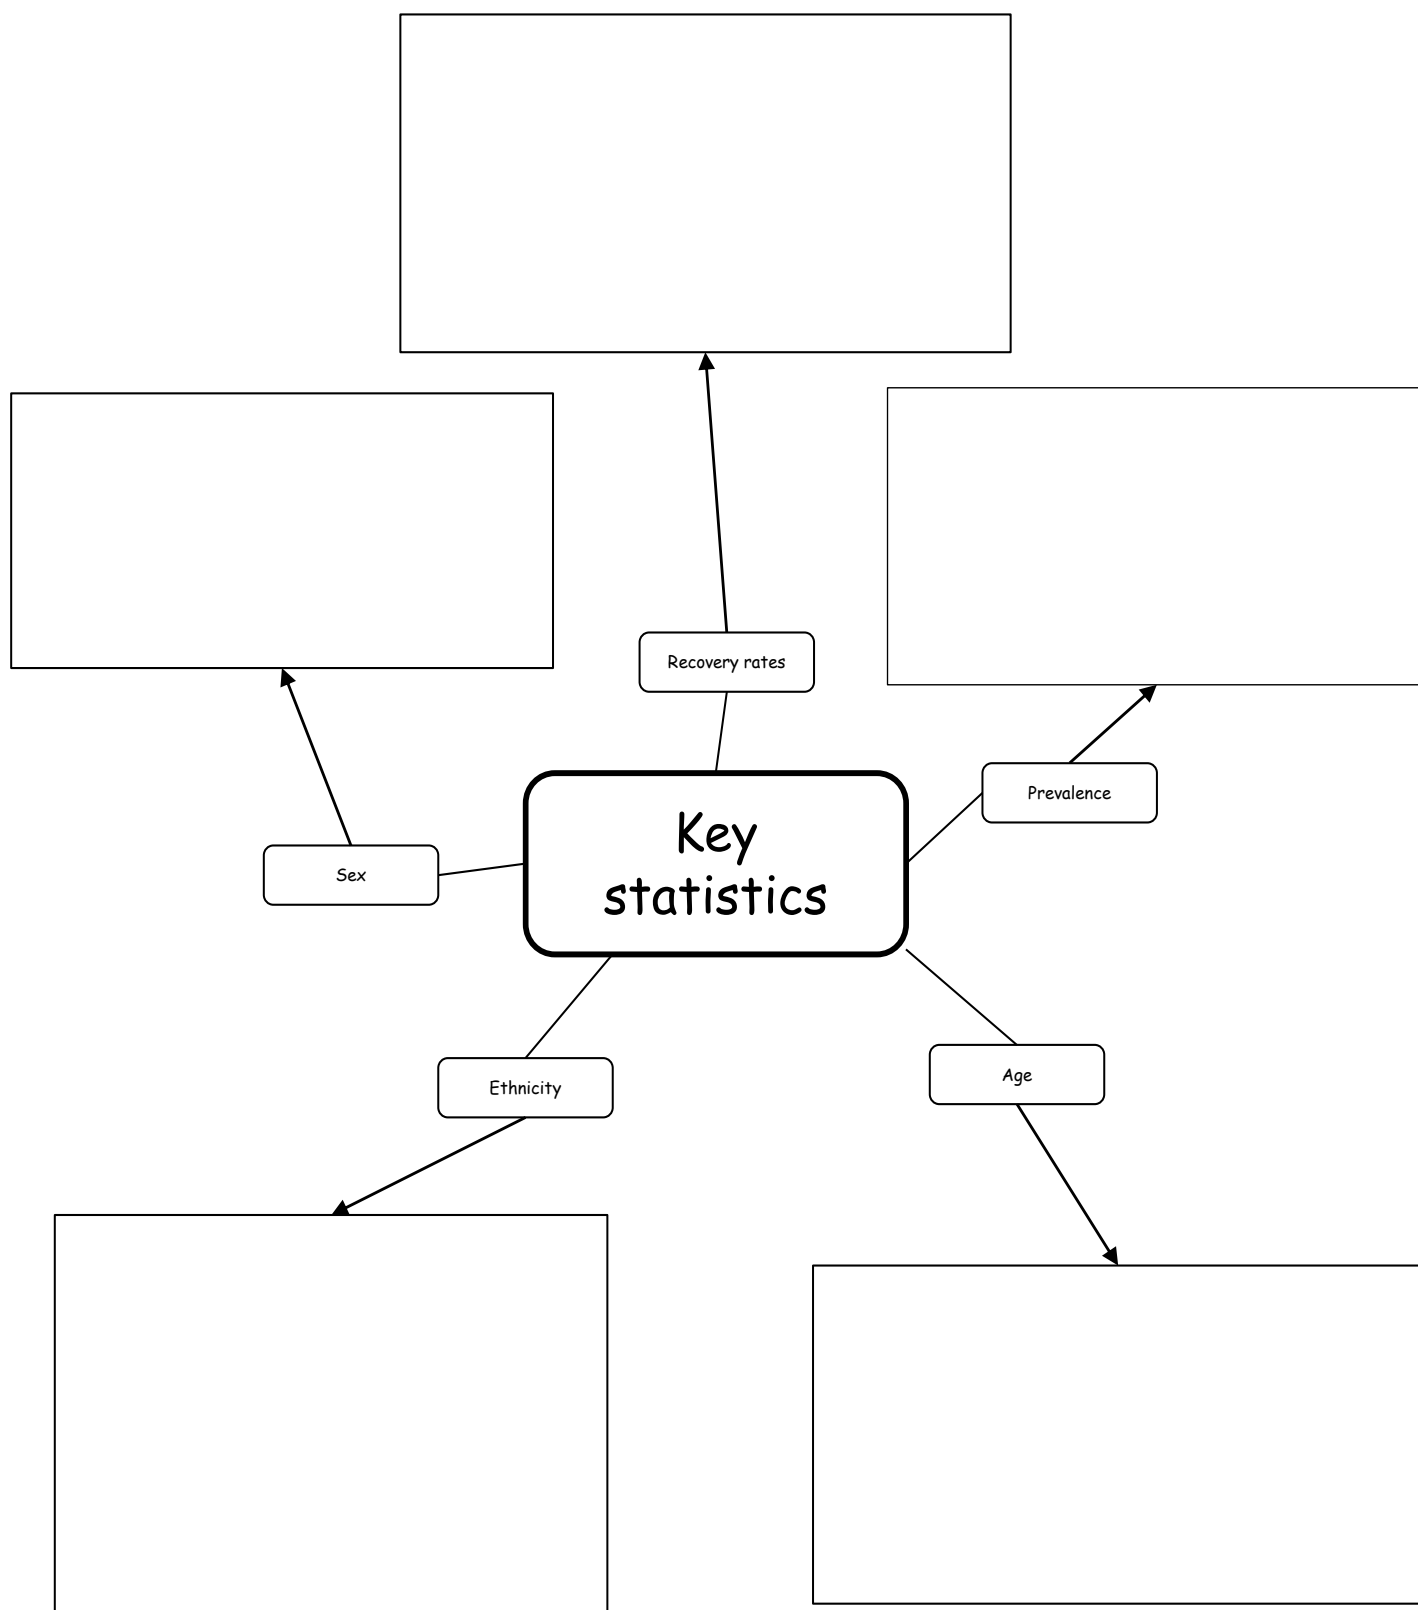 Recovery rates
Prevalence
Key
statistics
Sex
Ethnicity
Age